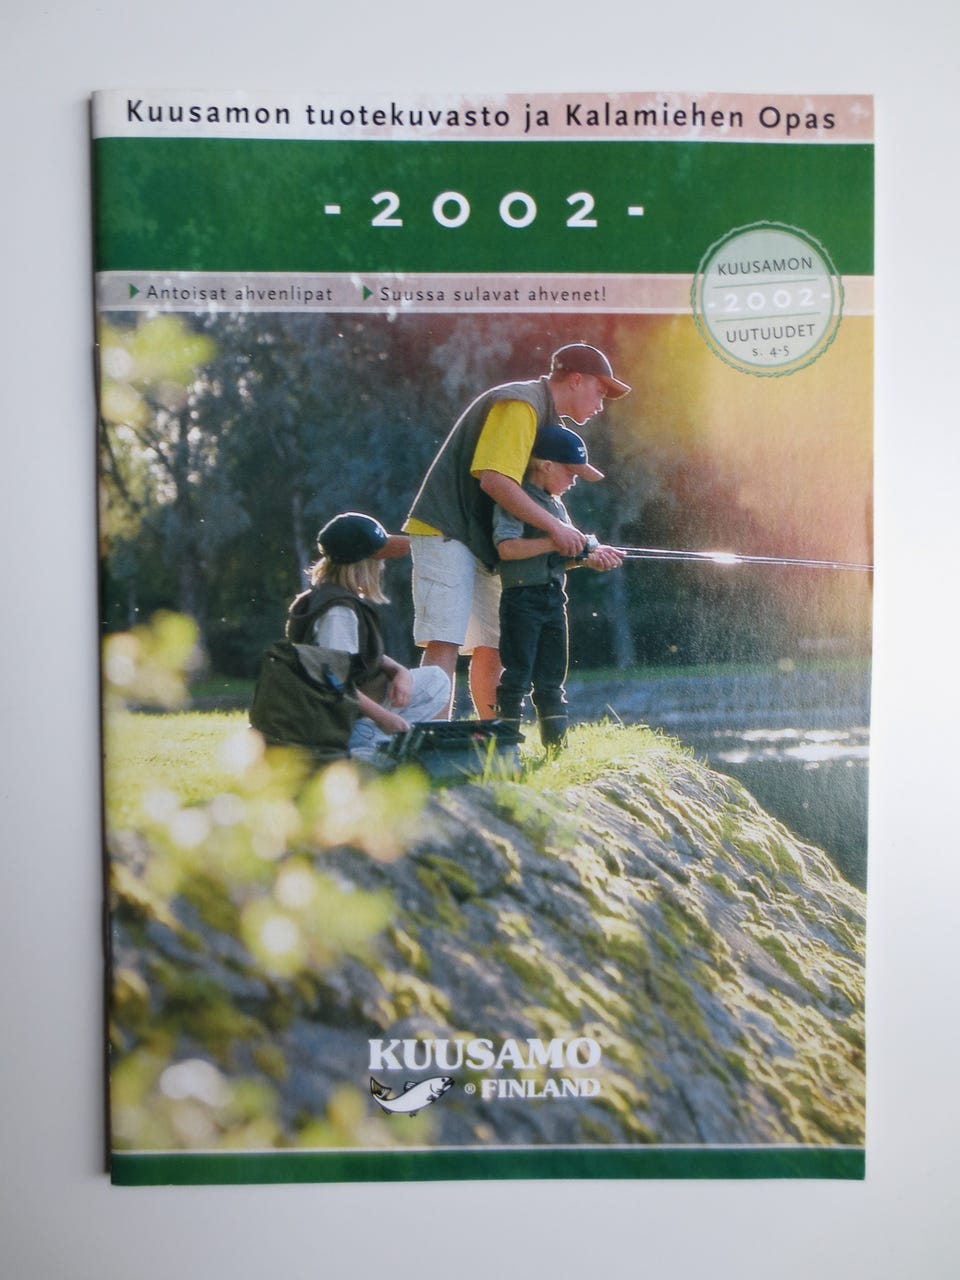 Kuusamon tuotekuvasto ja Kalamiehen Opas
- 2002 -
Antoisat ahvenlipat
Suussa sulavat ahvenet!
KUUSAMON
- 2002 -
UUTUUDET
s. 4-5
KUUSAMO
® FINLAND